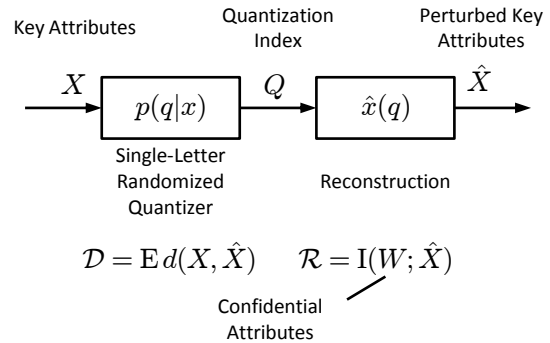 Key Attributes
Quantization
Index
Perturbed Key
Attributes
X
p(q|x)
Q
x̂(q)
X̂
Single-Letter
Randomized
Quantizer
Reconstruction
𝒟 = E d(X, X̂)
ℛ = I(W; X̂)
Confidential
Attributes